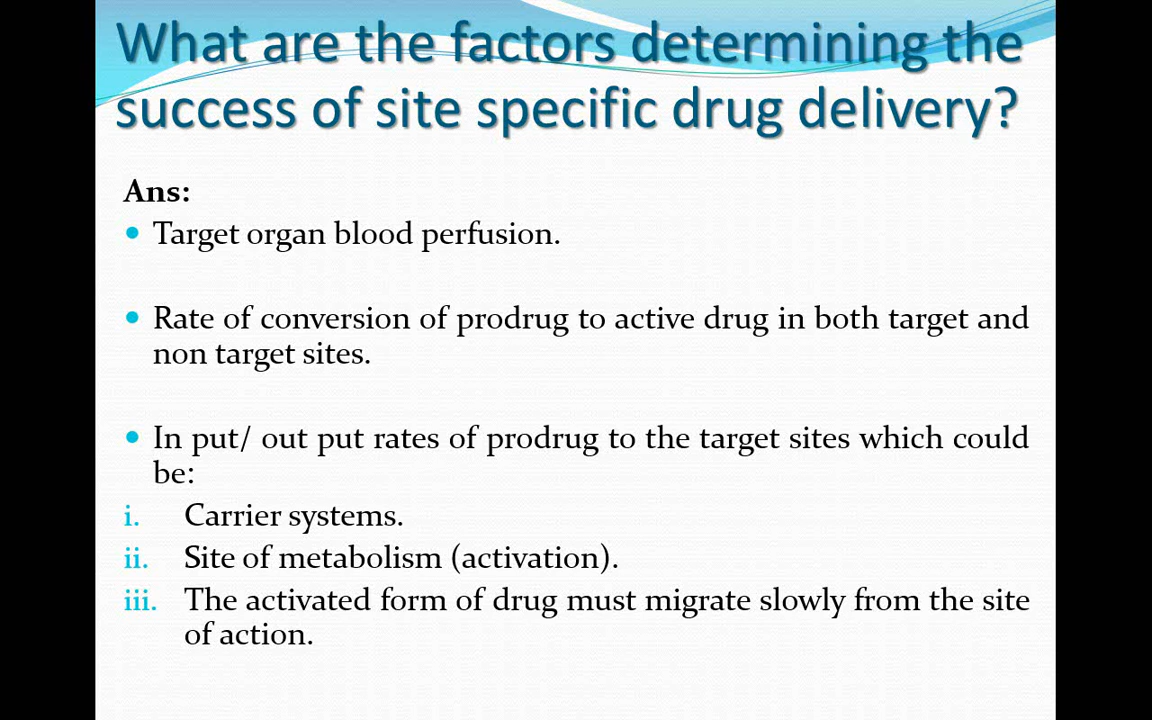 What are the factors determining the
success of site specific drug delivery?
Ans:
• Target organ blood perfusion.
• Rate of conversion of prodrug to active drug in both target and
non target sites.
• In put/ out put rates of prodrug to the target sites which could
be:
i. Carrier systems.
ii. Site of metabolism (activation).
iii. The activated form of drug must migrate slowly from the site
of action.